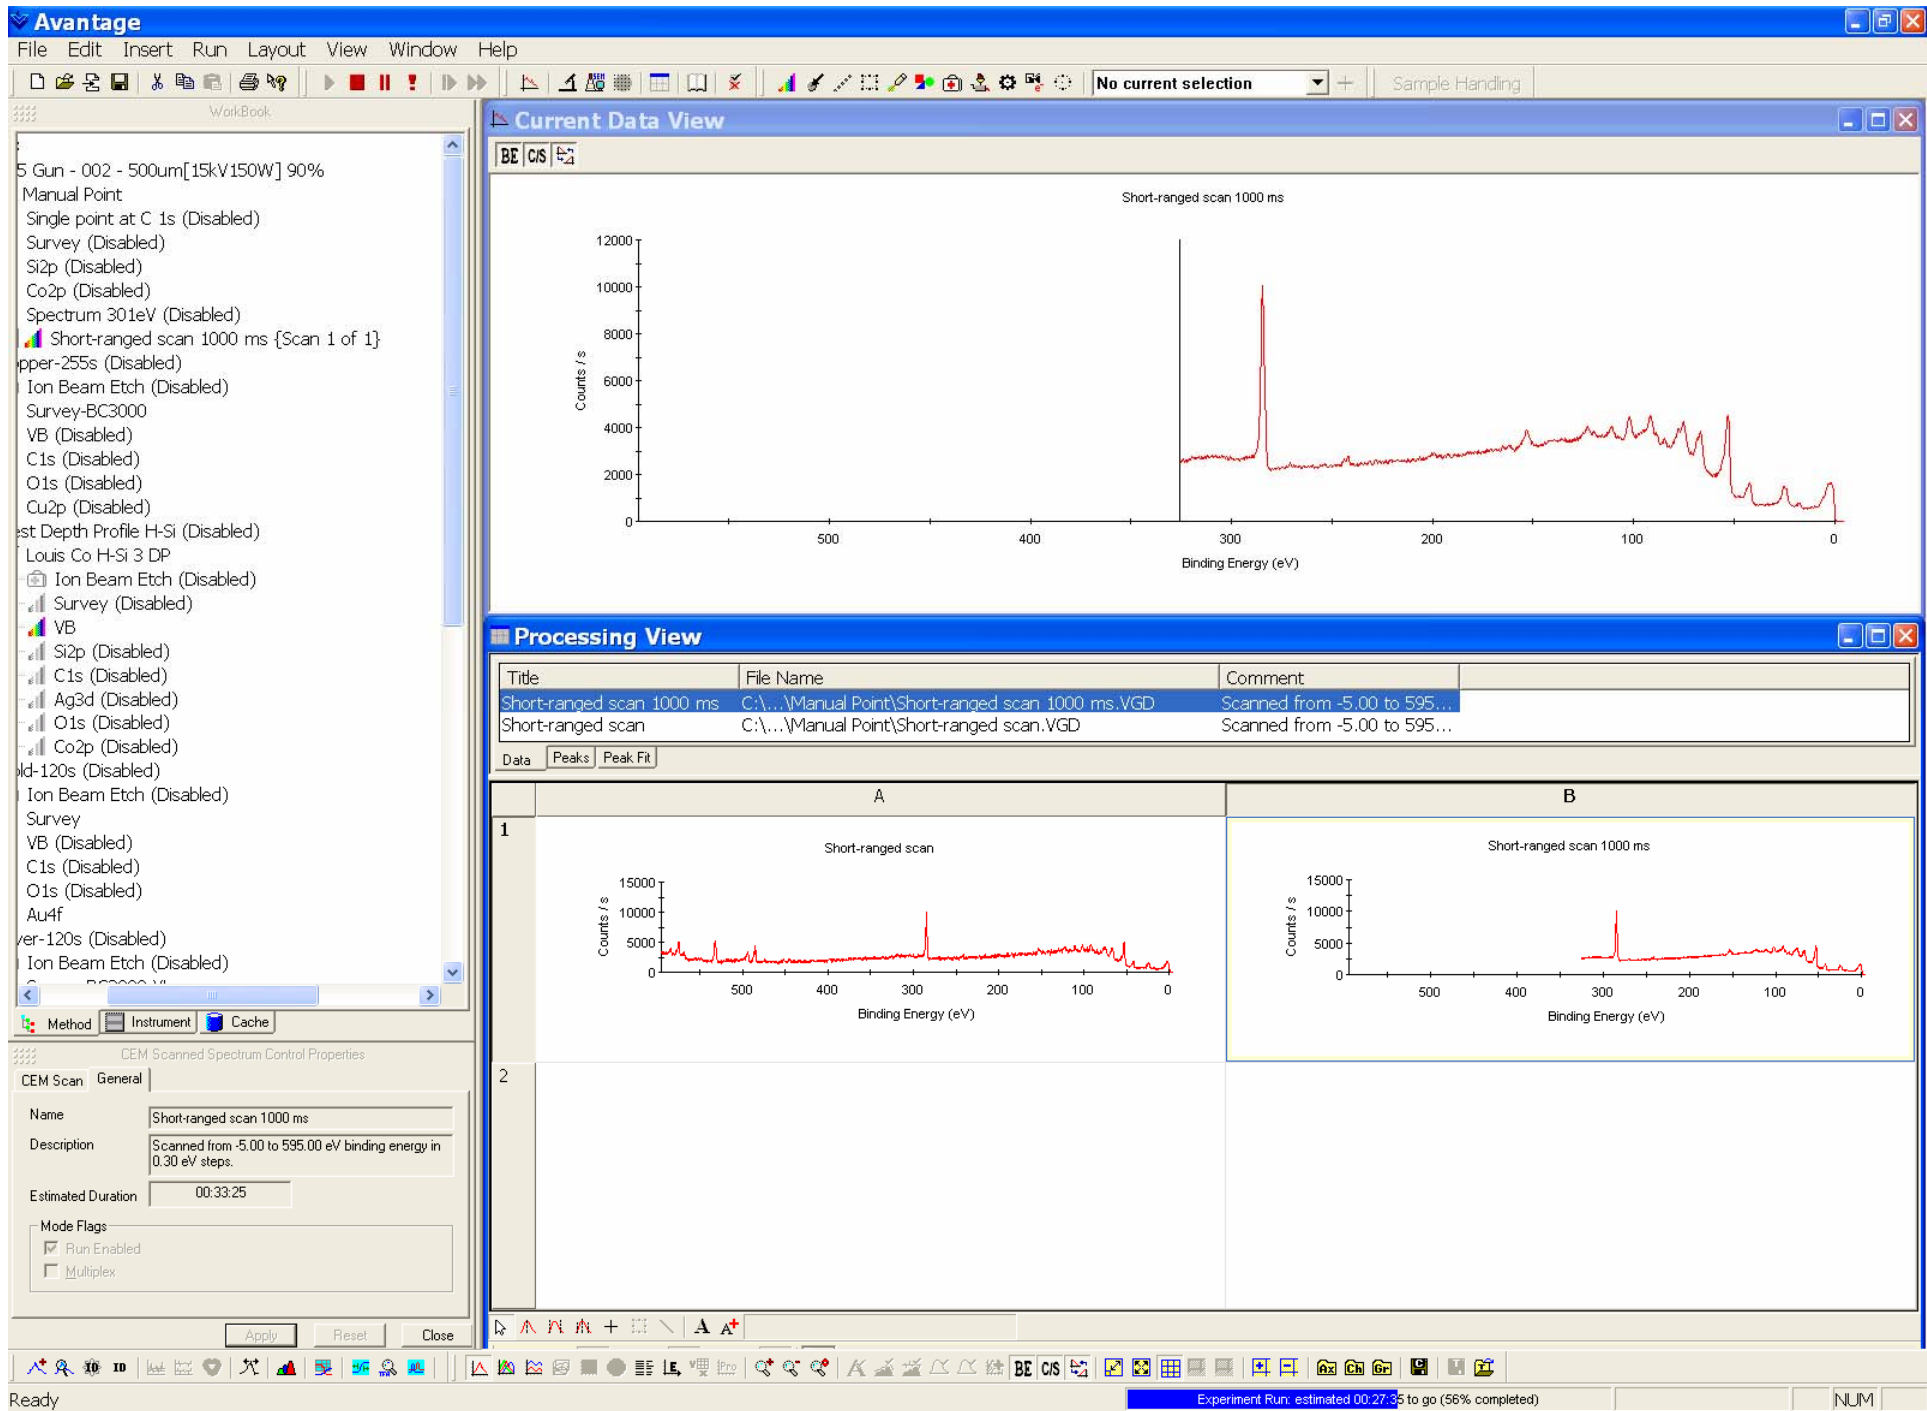 Avantage
File Edit Insert Run Layout View Window Help
No current selection
Sample Handling
WorkBook
5 Gun - 002 - 500um[15kV150W] 90%
Manual Point
Single point at C 1s (Disabled)
Survey (Disabled)
Si2p (Disabled)
Co2p (Disabled)
Spectrum 301eV (Disabled)
Short-ranged scan 1000 ms {Scan 1 of 1}
pper-255s (Disabled)
Ion Beam Etch (Disabled)
Survey-BC3000
VB (Disabled)
C1s (Disabled)
O1s (Disabled)
Cu2p (Disabled)
est Depth Profile H-Si (Disabled)
Louis Co H-Si 3 DP
Ion Beam Etch (Disabled)
Survey (Disabled)
VB
Si2p (Disabled)
C1s (Disabled)
Ag3d (Disabled)
O1s (Disabled)
Co2p (Disabled)
old-120s (Disabled)
Ion Beam Etch (Disabled)
Survey
VB (Disabled)
C1s (Disabled)
O1s (Disabled)
Au4f
ver-120s (Disabled)
Ion Beam Etch (Disabled)
Method Instrument Cache
CEM Scanned Spectrum Control Properties
CEM Scan General
Name Short-ranged scan 1000 ms
Description Scanned from -5.00 to 595.00 eV binding energy in
0.30 eV steps.
Estimated Duration 00:33:25
Mode Flags
Run Enabled
Multiplex
Apply Reset Close
Current Data View
BE C/S
Short-ranged scan 1000 ms
12000
10000
8000
6000
4000
2000
0
Counts / s
500 400 300 200 100 0
Binding Energy (eV)
Processing View
Title File Name Comment
Short-ranged scan 1000 ms C:\...\Manual Point\Short-ranged scan 1000 ms.VGD Scanned from -5.00 to 595...
Short-ranged scan C:\...\Manual Point\Short-ranged scan.VGD Scanned from -5.00 to 595...
Data Peaks Peak Fit
A B
1
Short-ranged scan
15000
10000
5000
0
Counts / s
500 400 300 200 100 0
Binding Energy (eV)
Short-ranged scan 1000 ms
15000
10000
5000
0
Counts / s
500 400 300 200 100 0
Binding Energy (eV)
2
A A
ID ID
BE C/S
Ax Ch Gr
Ready
Experiment Run: estimated 00:27:35 to go (56% completed)
NUM